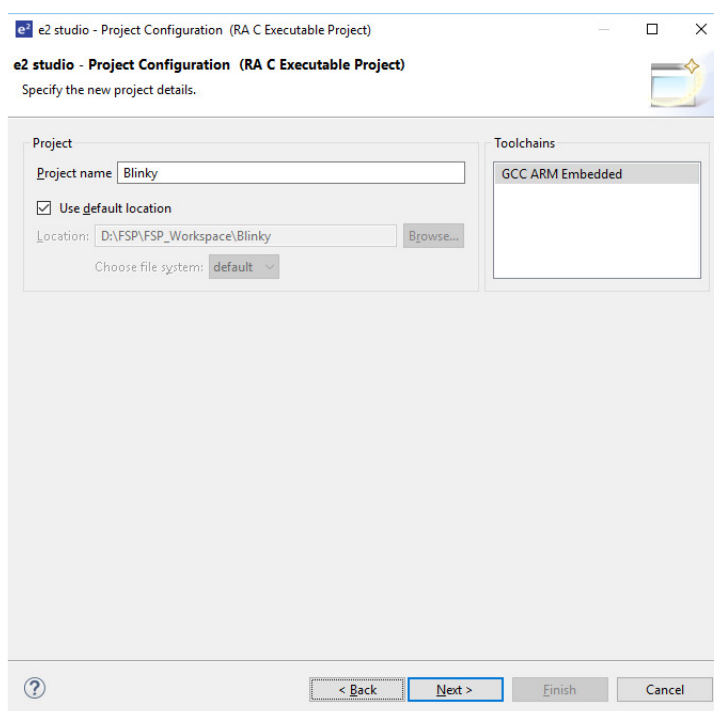 e² e2 studio - Project Configuration (RA C Executable Project)
e2 studio - Project Configuration (RA C Executable Project)
Specify the new project details.
Project
Project name Blinky
Use default location
Location: D:\FSP\FSP_Workspace\Blinky Browse...
Choose file system: default
Toolchains
GCC ARM Embedded
? < Back Next > Finish Cancel